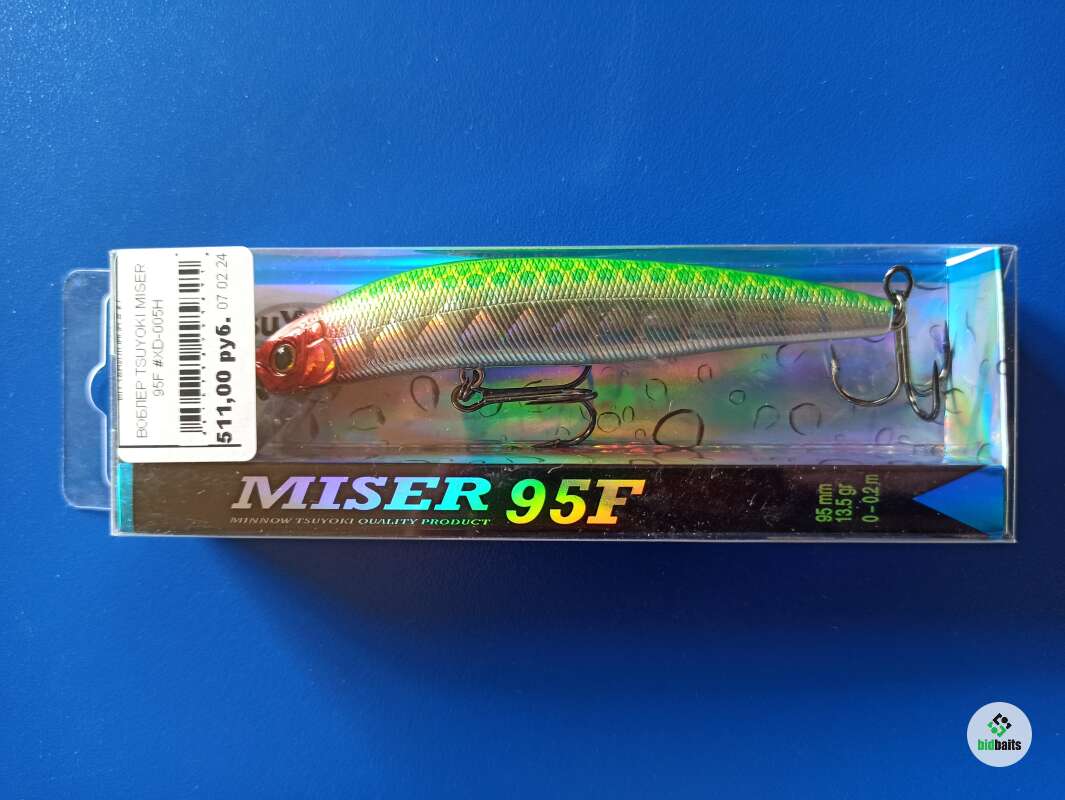 ВОБЛЕР TSUYOKI MISER
95F #XD-005H
511,00 руб. 07 02 24
MISER 95F
MINNOW TSUYOKI QUALITY PRODUCT
95 mm
13.5 gr
0-0.2 m
bidbaits